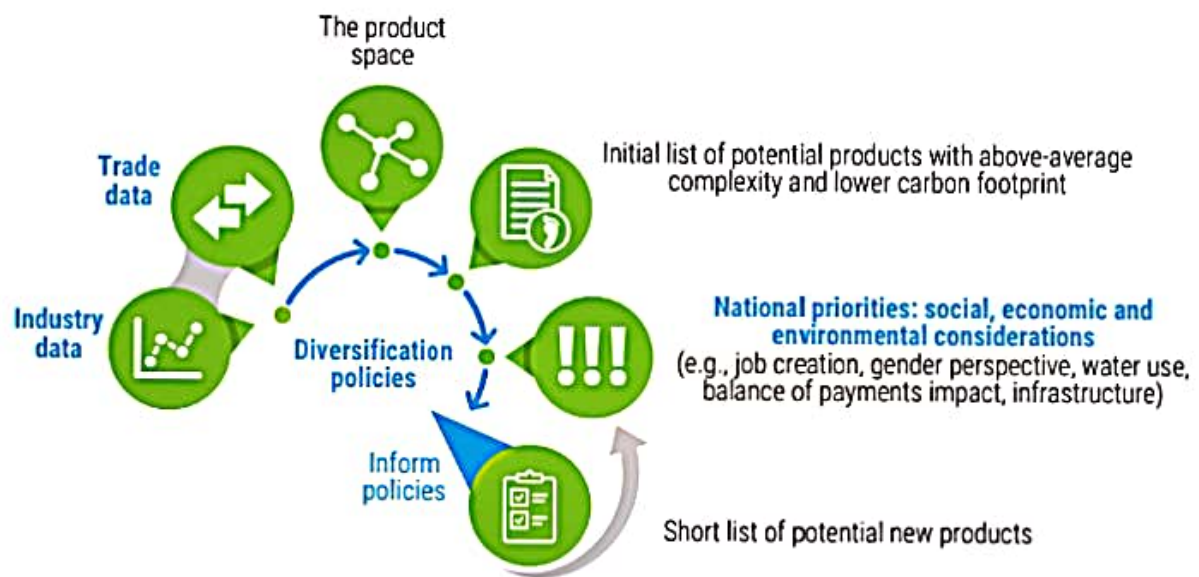 The product
space
Trade
data
Initial list of potential products with above-average
complexity and lower carbon footprint
Industry
data
Diversification
policies
National priorities: social, economic and
environmental considerations
(e.g., job creation, gender perspective, water use,
balance of payments impact, infrastructure)
Inform
policies
Short list of potential new products